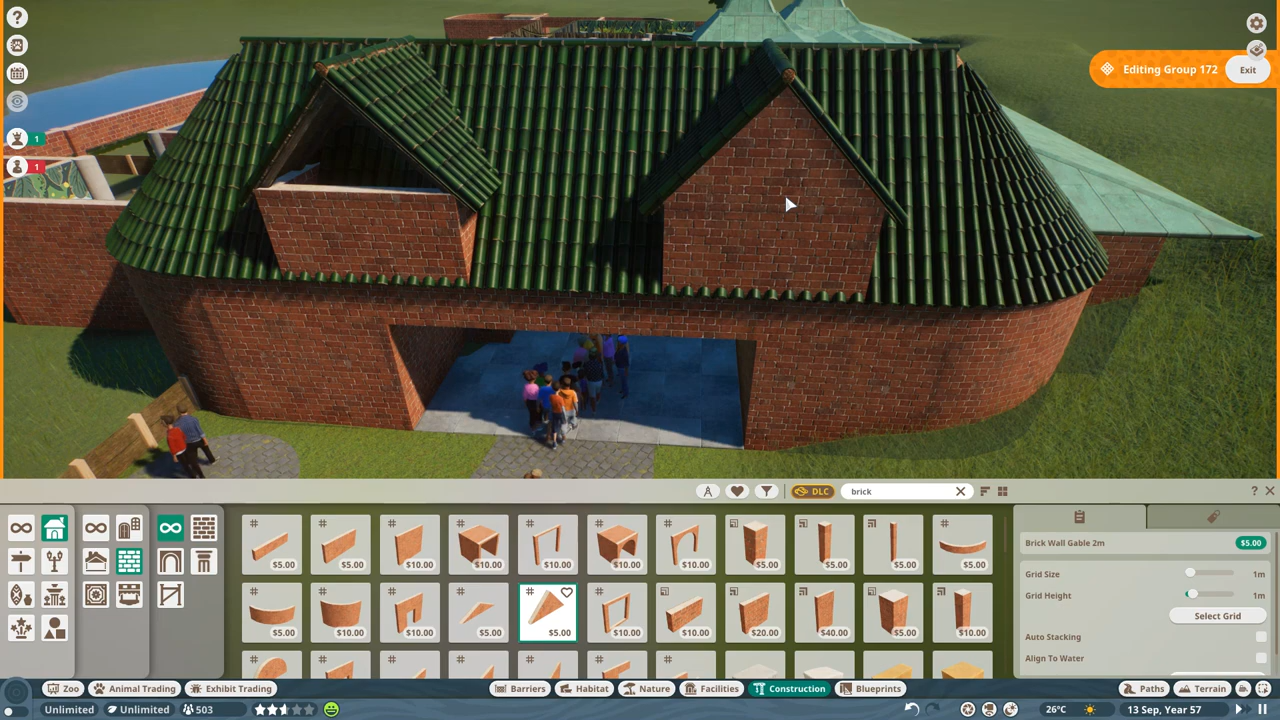 ?
Editing Group 172
Exit
1
1
DLC
brick
?
$5.00
$5.00
$10.00
$10.00
$10.00
$10.00
$10.00
$5.00
$5.00
$5.00
$5.00
$5.00
$10.00
$10.00
$5.00
$5.00
$10.00
$10.00
$20.00
$40.00
$5.00
$10.00
Brick Wall Gable 2m
$5.00
Grid Size
1m
Grid Height
1m
Select Grid
Auto Stacking
Align To Water
Zoo
Animal Trading
Exhibit Trading
Barriers
Habitat
Nature
Facilities
Construction
Blueprints
Paths
Terrain
Unlimited
Unlimited
503
26°C
13 Sep, Year 57